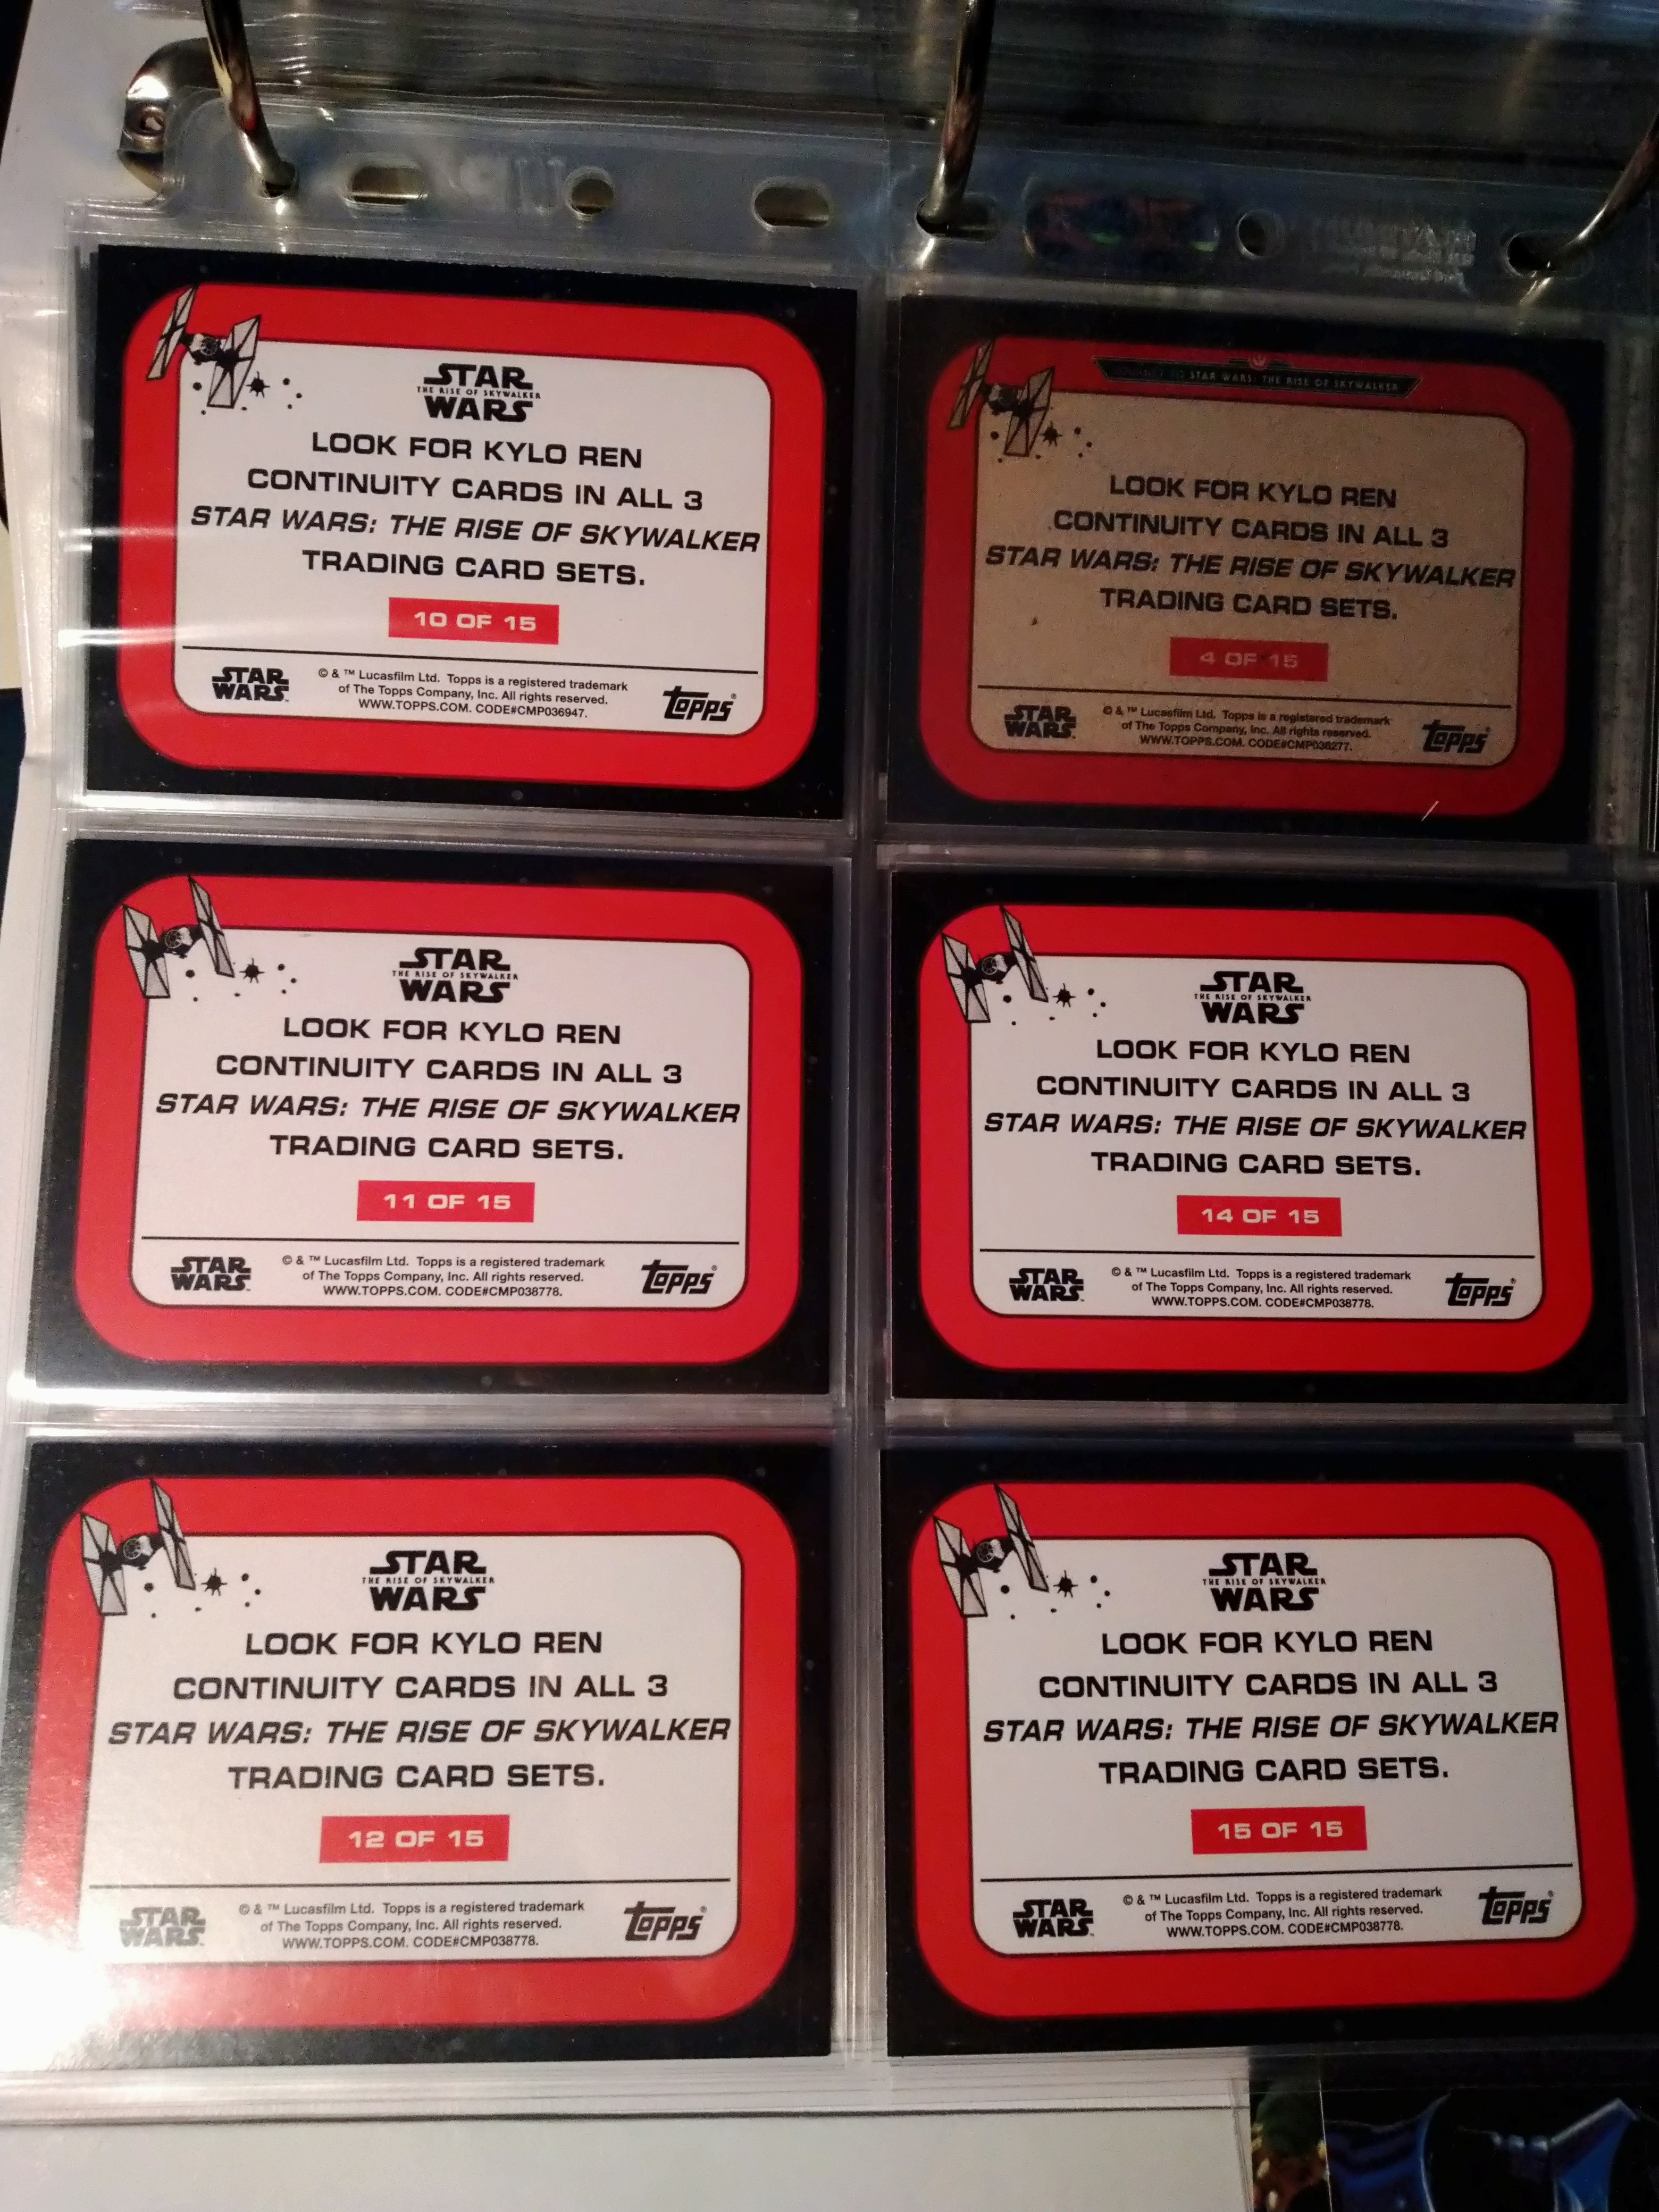 STAR
THE RISE OF SKYWALKER
WARS
LOOK FOR KYLO REN
CONTINUITY CARDS IN ALL 3
STAR WARS: THE RISE OF SKYWALKER
TRADING CARD SETS.
10 OF 15
STAR
WARS
© & ™ Lucasfilm Ltd. Topps is a registered trademark
of The Topps Company, Inc. All rights reserved.
WWW.TOPPS.COM. CODE#CMP036947.
topps®
JOURNEY TO STAR WARS: THE RISE OF SKYWALKER
LOOK FOR KYLO REN
CONTINUITY CARDS IN ALL 3
STAR WARS: THE RISE OF SKYWALKER
TRADING CARD SETS.
4 OF 15
STAR
WARS
© & ™ Lucasfilm Ltd. Topps is a registered trademark
of The Topps Company, Inc. All rights reserved.
WWW.TOPPS.COM. CODE#CMP036277.
topps®
STAR
THE RISE OF SKYWALKER
WARS
LOOK FOR KYLO REN
CONTINUITY CARDS IN ALL 3
STAR WARS: THE RISE OF SKYWALKER
TRADING CARD SETS.
11 OF 15
STAR
WARS
© & ™ Lucasfilm Ltd. Topps is a registered trademark
of The Topps Company, Inc. All rights reserved.
WWW.TOPPS.COM. CODE#CMP038778.
topps®
STAR
THE RISE OF SKYWALKER
WARS
LOOK FOR KYLO REN
CONTINUITY CARDS IN ALL 3
STAR WARS: THE RISE OF SKYWALKER
TRADING CARD SETS.
14 OF 15
STAR
WARS
© & ™ Lucasfilm Ltd. Topps is a registered trademark
of The Topps Company, Inc. All rights reserved.
WWW.TOPPS.COM. CODE#CMP038778.
topps®
STAR
THE RISE OF SKYWALKER
WARS
LOOK FOR KYLO REN
CONTINUITY CARDS IN ALL 3
STAR WARS: THE RISE OF SKYWALKER
TRADING CARD SETS.
12 OF 15
STAR
WARS
© & ™ Lucasfilm Ltd. Topps is a registered trademark
of The Topps Company, Inc. All rights reserved.
WWW.TOPPS.COM. CODE#CMP038778.
topps®
STAR
THE RISE OF SKYWALKER
WARS
LOOK FOR KYLO REN
CONTINUITY CARDS IN ALL 3
STAR WARS: THE RISE OF SKYWALKER
TRADING CARD SETS.
15 OF 15
STAR
WARS
© & ™ Lucasfilm Ltd. Topps is a registered trademark
of The Topps Company, Inc. All rights reserved.
WWW.TOPPS.COM. CODE#CMP038778.
topps®